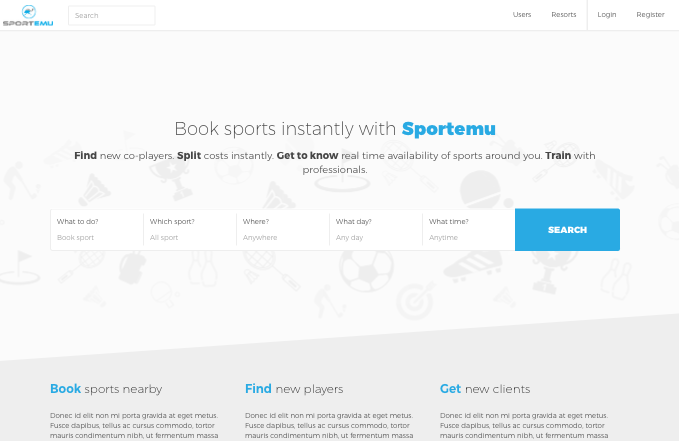 SPORTEMU
Search
Users
Resorts
Login
Register
Book sports instantly with Sportemu
Find new co-players. Split costs instantly. Get to know real time availability of sports around you. Train with
professionals.
What to do?
Book sport
Which sport?
All sport
Where?
Anywhere
What day?
Any day
What time?
Anytime
SEARCH
Book sports nearby
Donec id elit non mi porta gravida at eget metus.
Fusce dapibus, tellus ac cursus commodo, tortor
mauris condimentum nibh, ut fermentum massa
Find new players
Donec id elit non mi porta gravida at eget metus.
Fusce dapibus, tellus ac cursus commodo, tortor
mauris condimentum nibh, ut fermentum massa
Get new clients
Donec id elit non mi porta gravida at eget metus.
Fusce dapibus, tellus ac cursus commodo, tortor
mauris condimentum nibh, ut fermentum massa